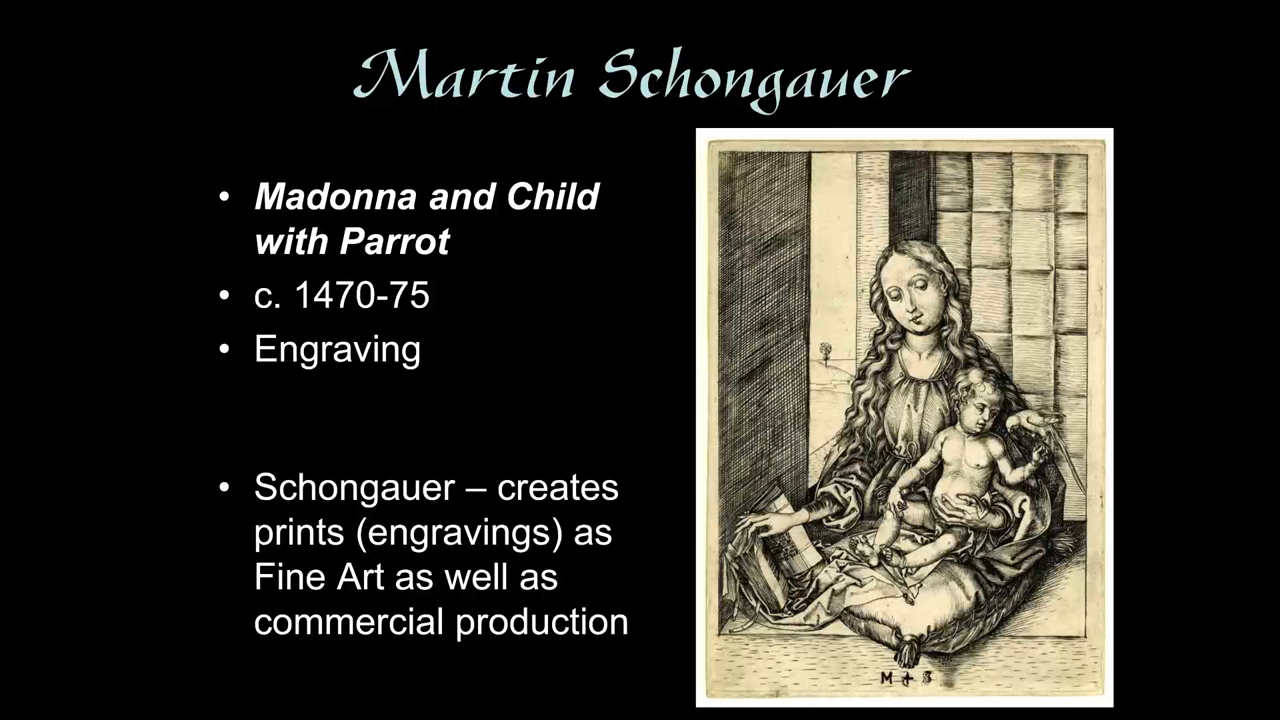 Martin Schongauer
• Madonna and Child
with Parrot
• c. 1470-75
• Engraving
• Schongauer – creates
prints (engravings) as
Fine Art as well as
commercial production
M + S